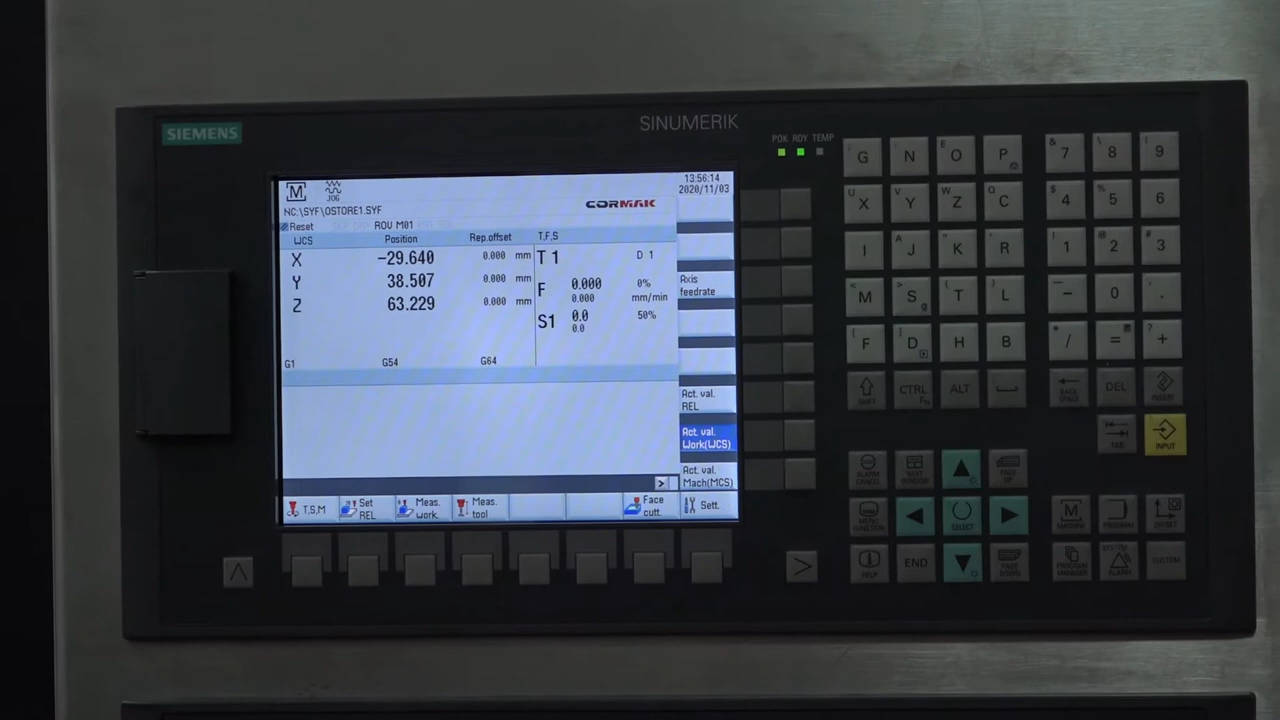 SIEMENS
SINUMERIK
POK RDY TEMP
M
JOG
13:56:14
2020/11/03
NC:\SYF\OSTORE1.SYF
CORMAK
Reset
ROV M01
WCS Position Rep.offset T,F,S
X -29.640 0.000 mm T 1 D 1
Y 38.507 0.000 mm
Z 63.229 0.000 mm
F 0.000 0%
0.000 mm/min
S1 0.0 50%
0.0
G1 G54 G64
Axis
feedrate
Act. val.
REL
Act. val.
Work(WCS)
Act. val.
Mach(MCS)
>
T,S,M
Set
REL
Meas.
work.
Meas.
tool
Face
cutt.
Sett.
G N E O P
U X V Y W Z Q C
I A J " K ' R
< M > S ( T ) L
[ F ] D H B
SHIFT CTRL ALT
& 7 \ 8 ! 9
$ 4 % 5 ^ 6
! 1 @ 2 # 3
- 0 .
* / = ? +
BACK
SPACE
DEL
INSERT
TAB
INPUT
ALARM
CANCEL
NEXT
WINDOW
PAGE
UP
MENU
FUNCTION
SELECT
HELP
END
PAGE
DOWN
M
MACHINE
PROGRAM
OFFSET
PROGRAM
MANAGER
SYSTEM
ALARM
CUSTOM